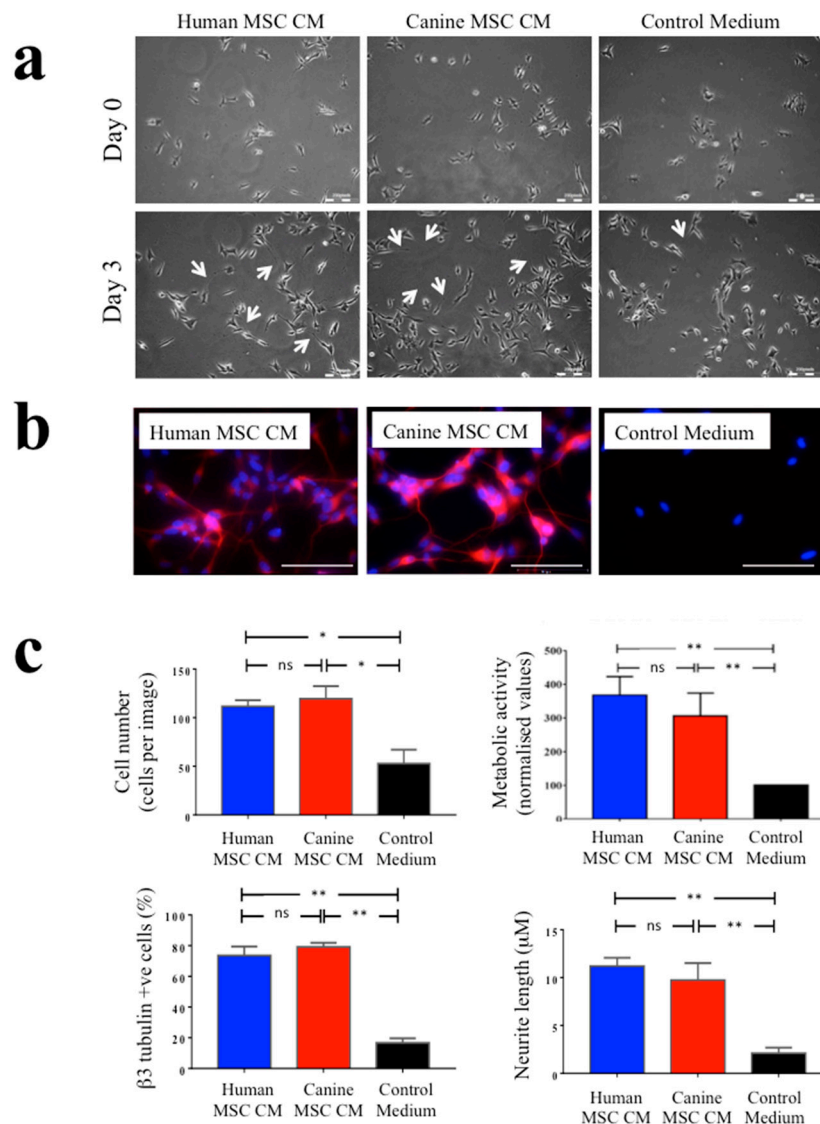 Human MSC CM Canine MSC CM Control Medium
a
Day 0
Day 3
b
Human MSC CM Canine MSC CM Control Medium
c
Cell number
(cells per image)
150
100
50
0
*
ns *
Human
MSC CM
Canine
MSC CM
Control
Medium
Metabolic activity
(normalised values)
500
400
300
200
100
0
**
ns **
Human
MSC CM
Canine
MSC CM
Control
Medium
β3 tubulin +ve cells (%)
100
80
60
40
20
0
**
ns **
Human
MSC CM
Canine
MSC CM
Control
Medium
Neurite length (μM)
15
10
5
0
**
ns **
Human
MSC CM
Canine
MSC CM
Control
Medium